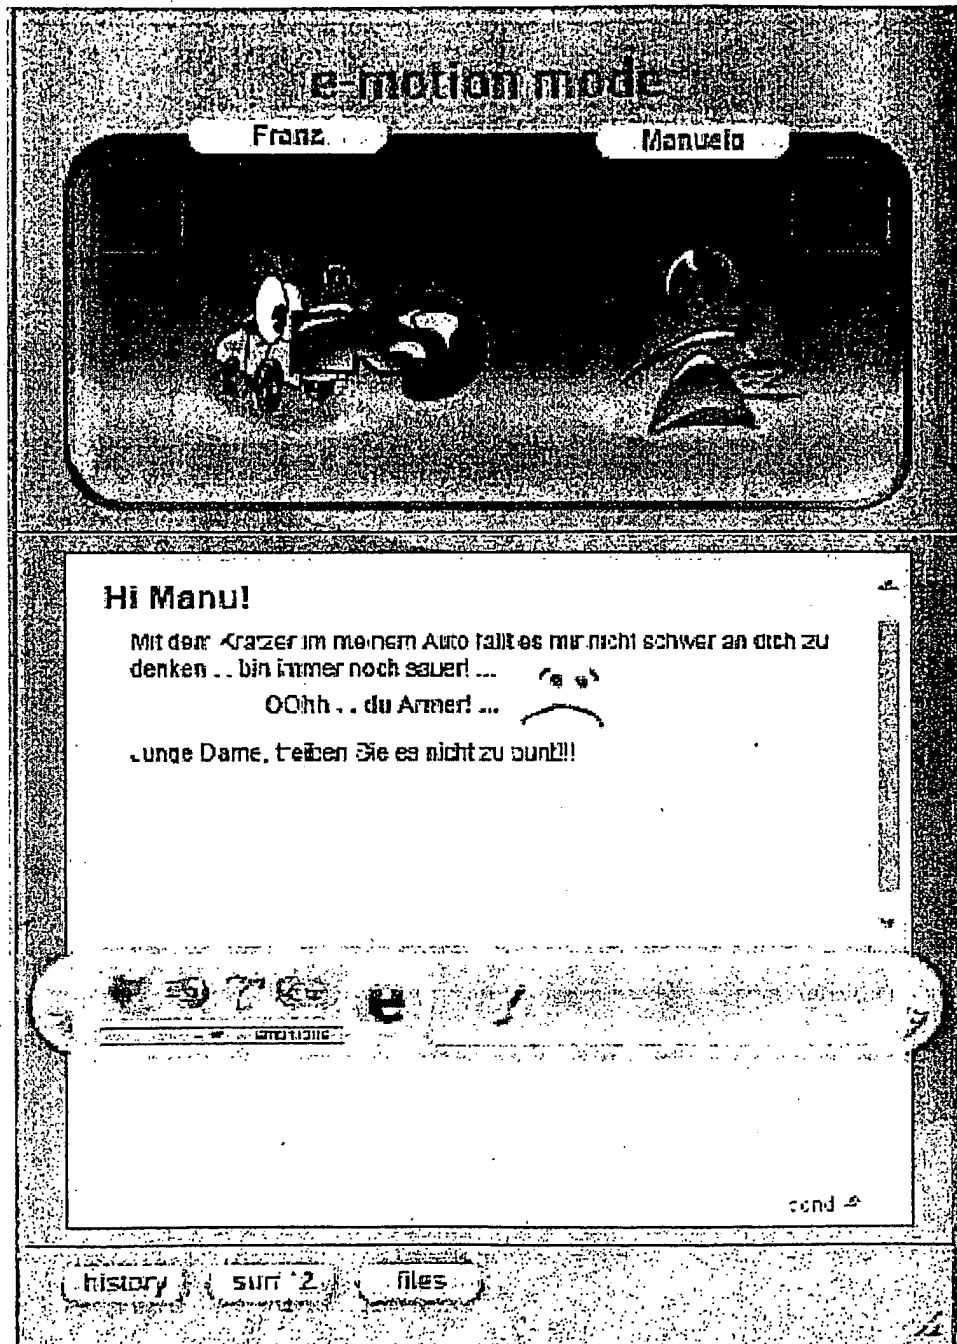 e-motion mode
Franz
Manuela
Hi Manu!
Mit dem Kratzer im meinem Auto fällt es mir nicht schwer an dich zu
denken .. bin immer noch sauer! ...
OOhh .. du Armer! ...
Junge Dame, treiben Sie es nicht zu bunt!!!
e
emotions
send
history
surf *2
files